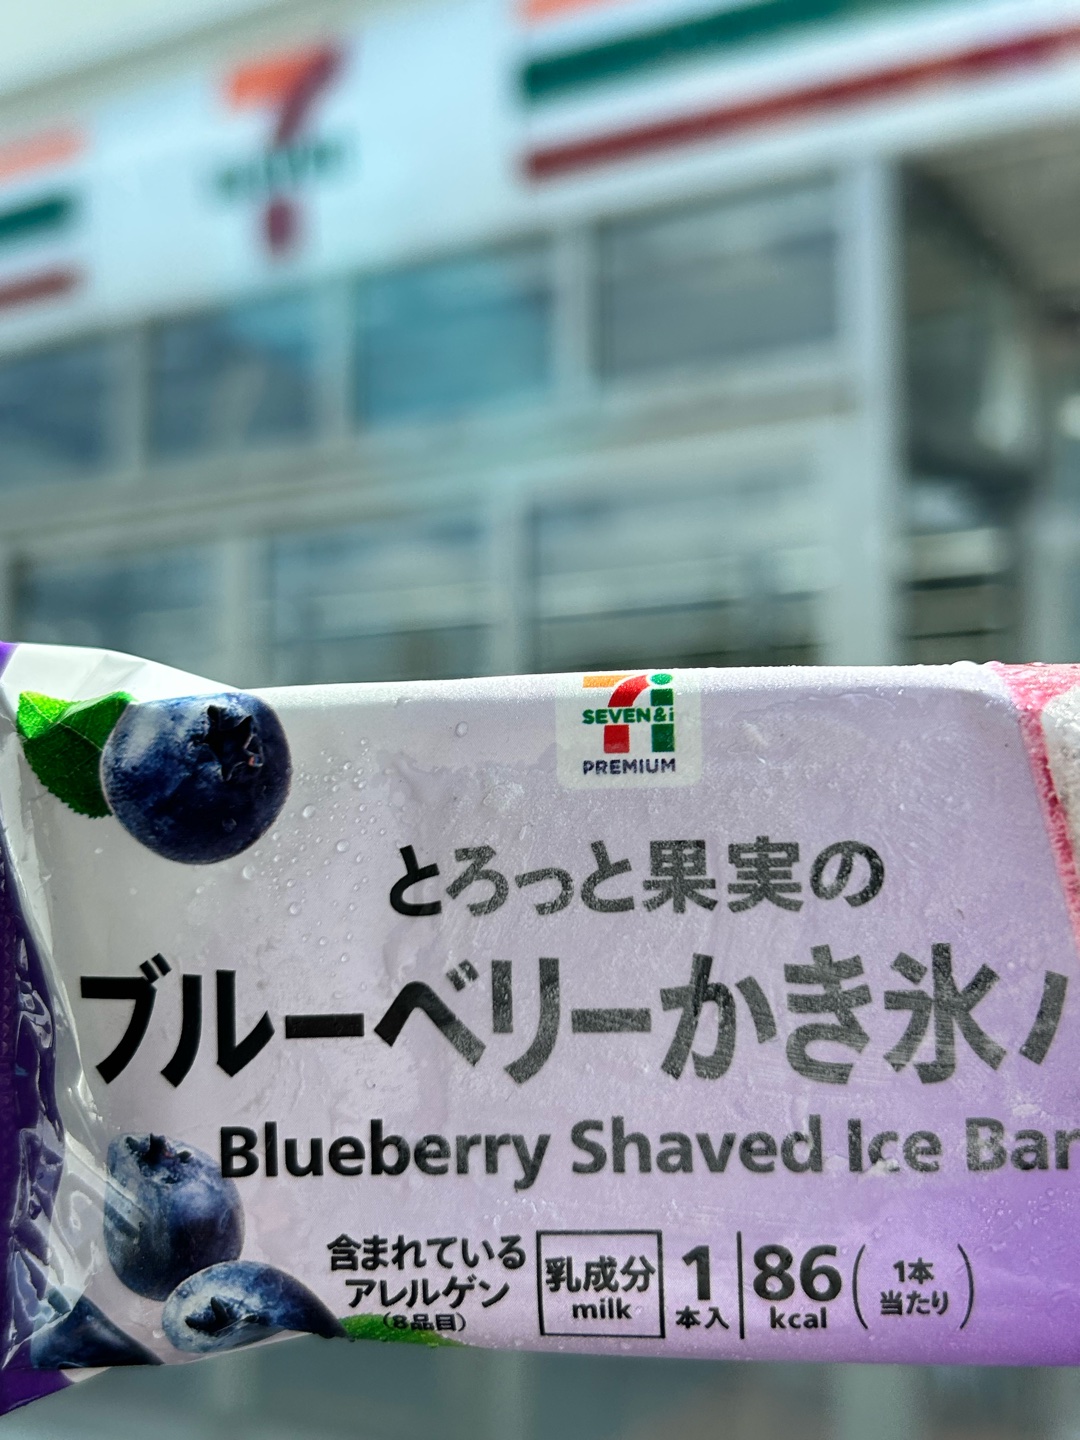 SEVEN&i
PREMIUM
とろっと果実の
ブルーベリーかき氷
Blueberry Shaved Ice Bar
含まれている
アレルゲン
(8品目)
乳成分
milk
1
本入
86
kcal
(1本
当たり)